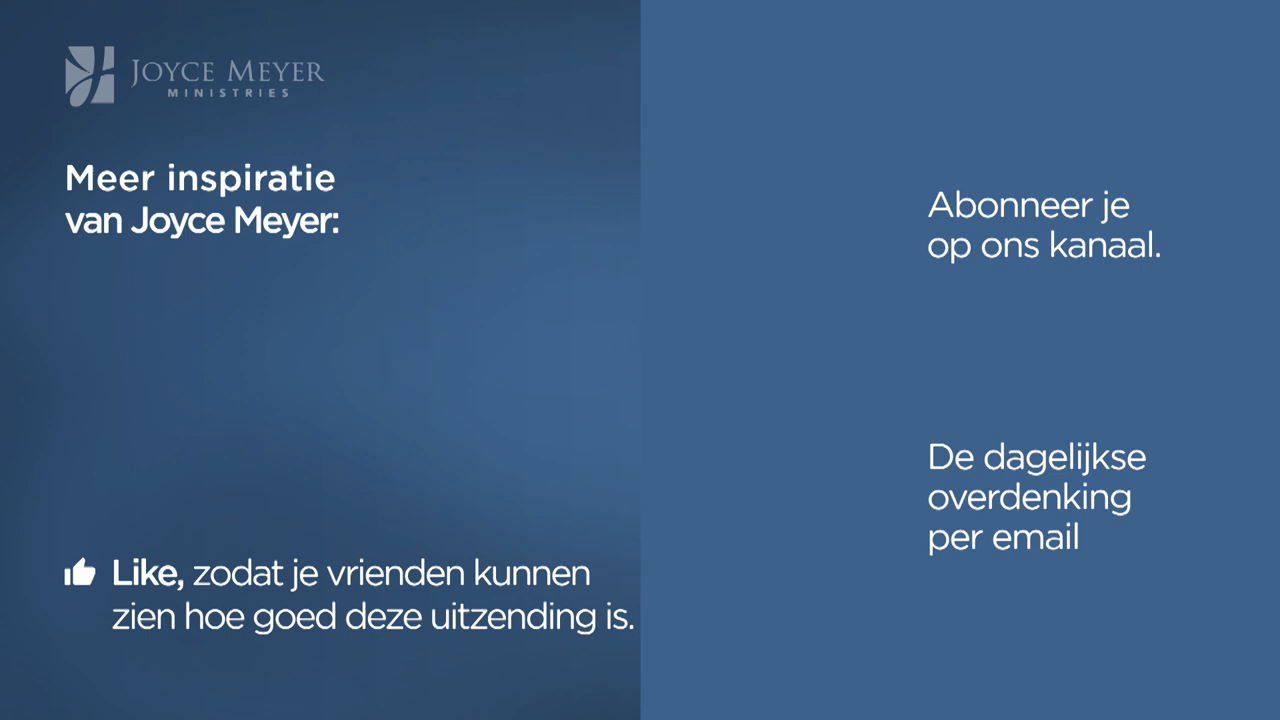 JOYCE MEYER
MINISTRIES
Meer inspiratie
van Joyce Meyer:
Like, zodat je vrienden kunnen
zien hoe goed deze uitzending is.
Abonneer je
op ons kanaal.
De dagelijkse
overdenking
per email